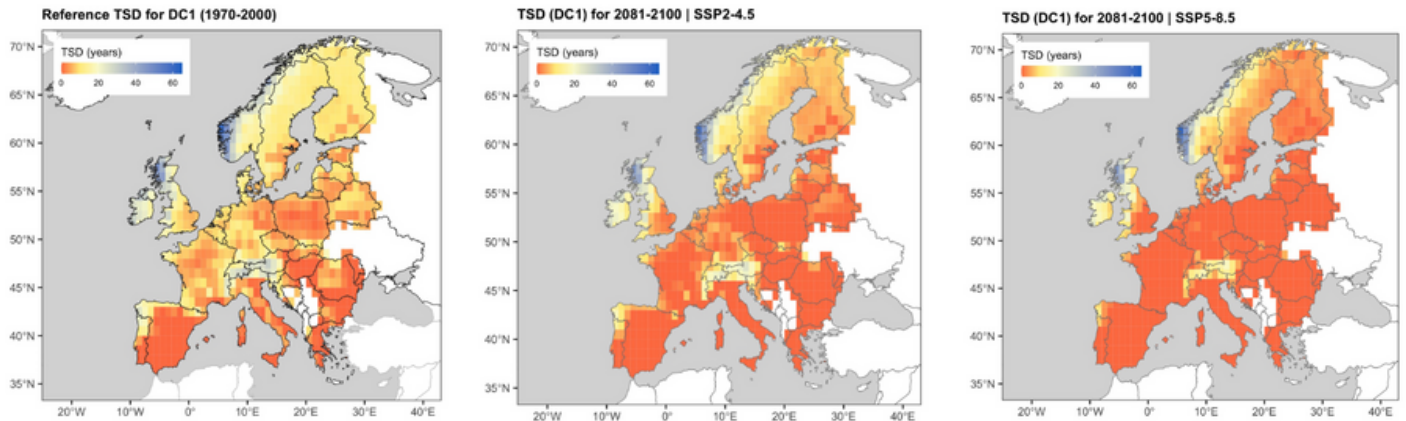 Reference TSD for DC1 (1970-2000)
TSD (years)
0 20 40 60
70°N
65°N
60°N
55°N
50°N
45°N
40°N
35°N
20°W 10°W 0° 10°E 20°E 30°E 40°E
TSD (DC1) for 2081-2100 | SSP2-4.5
TSD (years)
0 20 40 60
70°N
65°N
60°N
55°N
50°N
45°N
40°N
35°N
20°W 10°W 0° 10°E 20°E 30°E 40°E
TSD (DC1) for 2081-2100 | SSP5-8.5
TSD (years)
0 20 40 60
70°N
65°N
60°N
55°N
50°N
45°N
40°N
35°N
20°W 10°W 0° 10°E 20°E 30°E 40°E